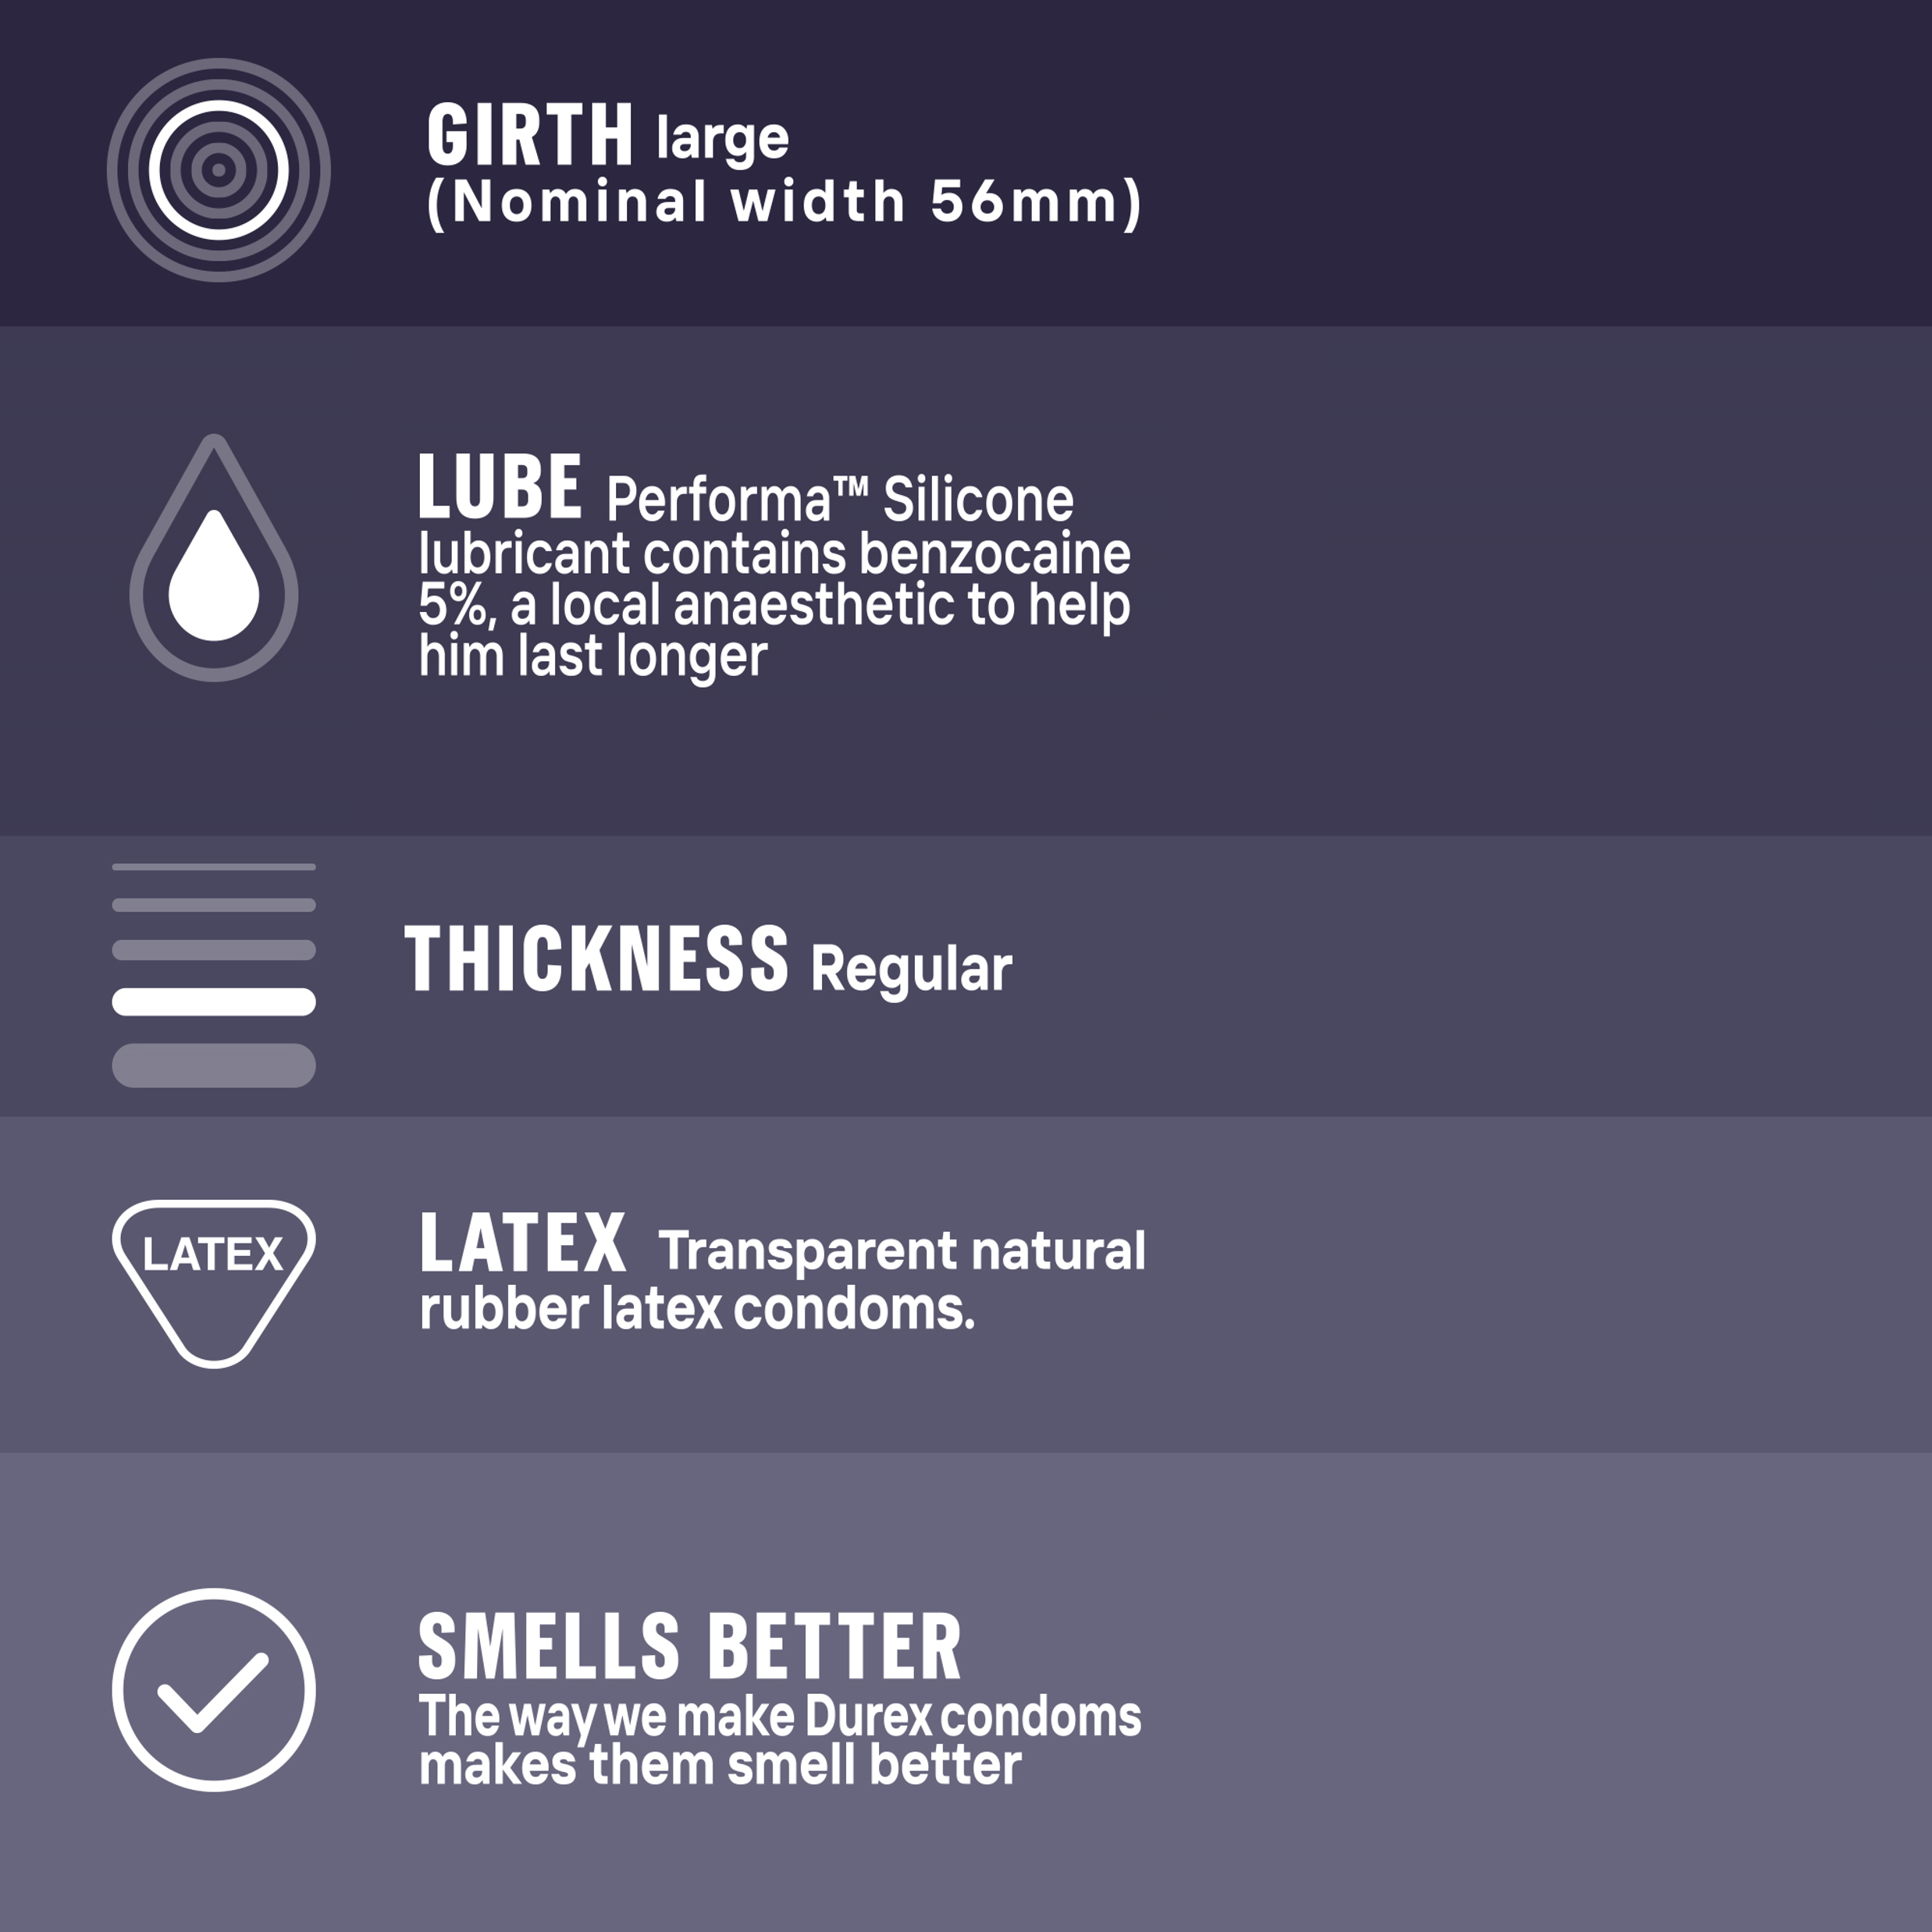 GIRTH large
(Nominal width 56mm)
LUBE Performa™ Silicone
lubricant contains benzocaine
5%, a local anaesthetic to help
him last longer
THICKNESS Regular
LATEX
LATEX Transparent natural
rubber latex condoms.
SMELLS BETTER
The way we make Durex condoms
makes them smell better